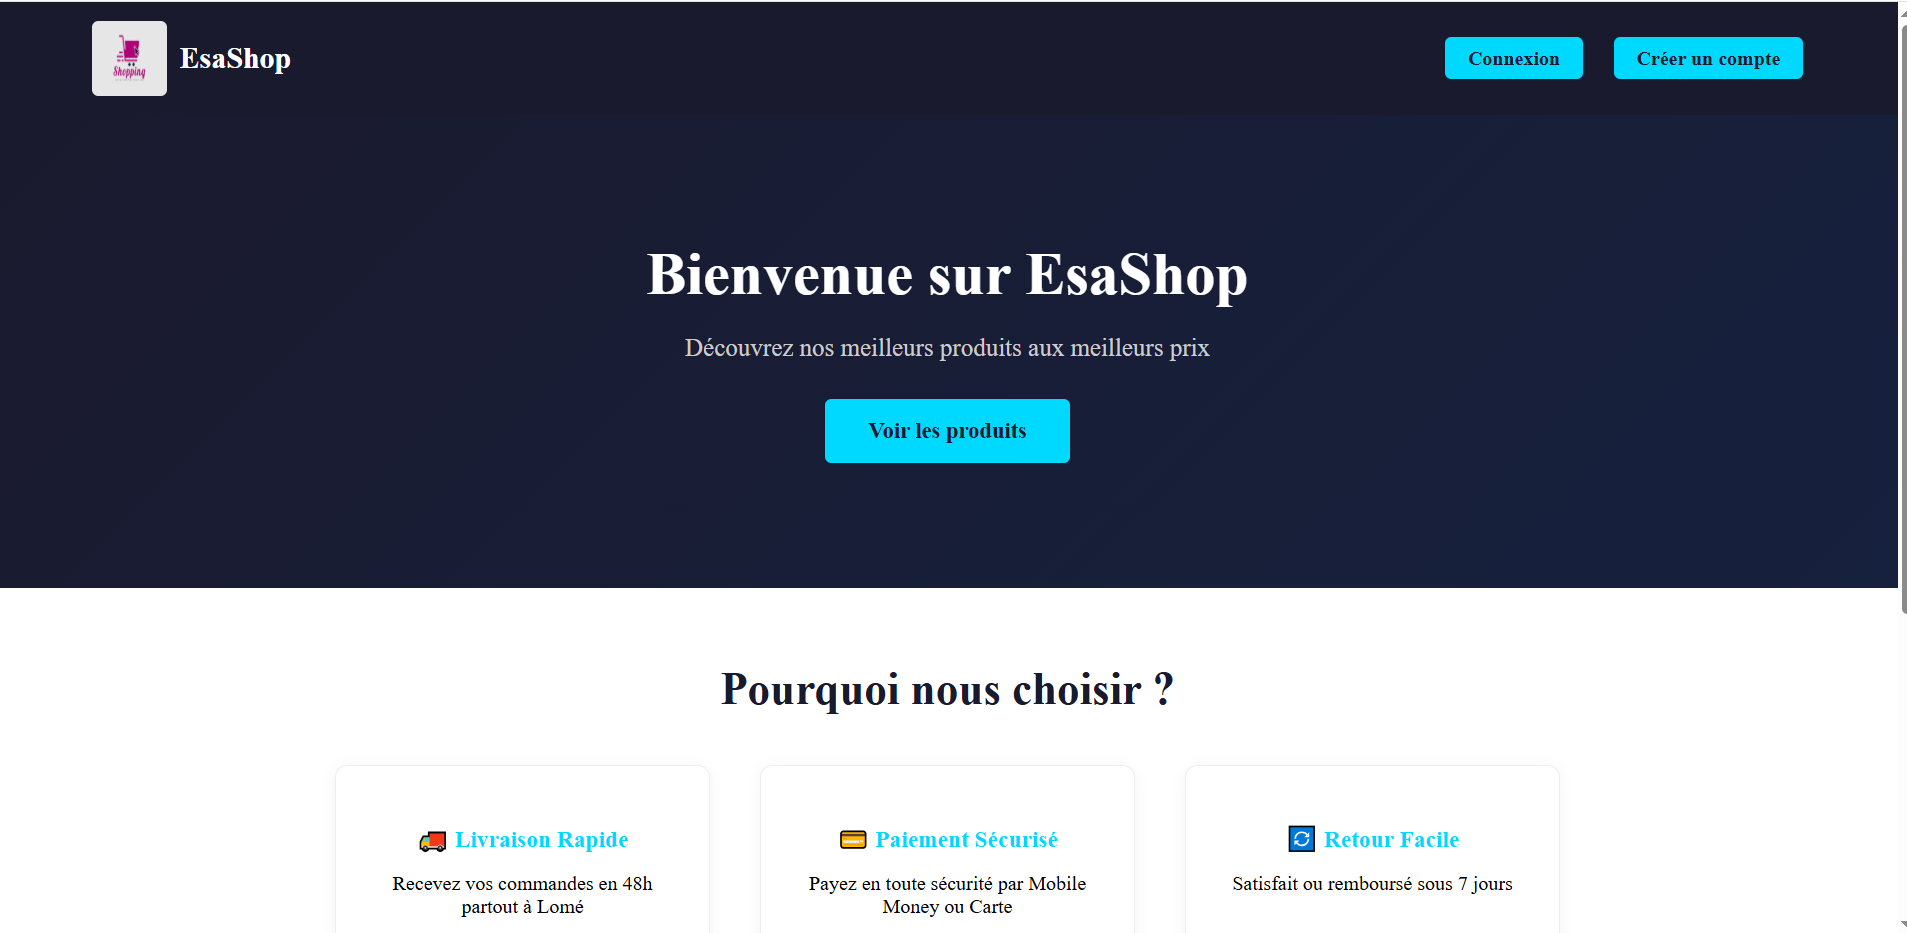 Shopping
EsaShop
Connexion
Créer un compte
Bienvenue sur EsaShop
Découvrez nos meilleurs produits aux meilleurs prix
Voir les produits
Pourquoi nous choisir ?
Livraison Rapide
Recevez vos commandes en 48h
partout à Lomé
Paiement Sécurisé
Payez en toute sécurité par Mobile
Money ou Carte
Retour Facile
Satisfait ou remboursé sous 7 jours